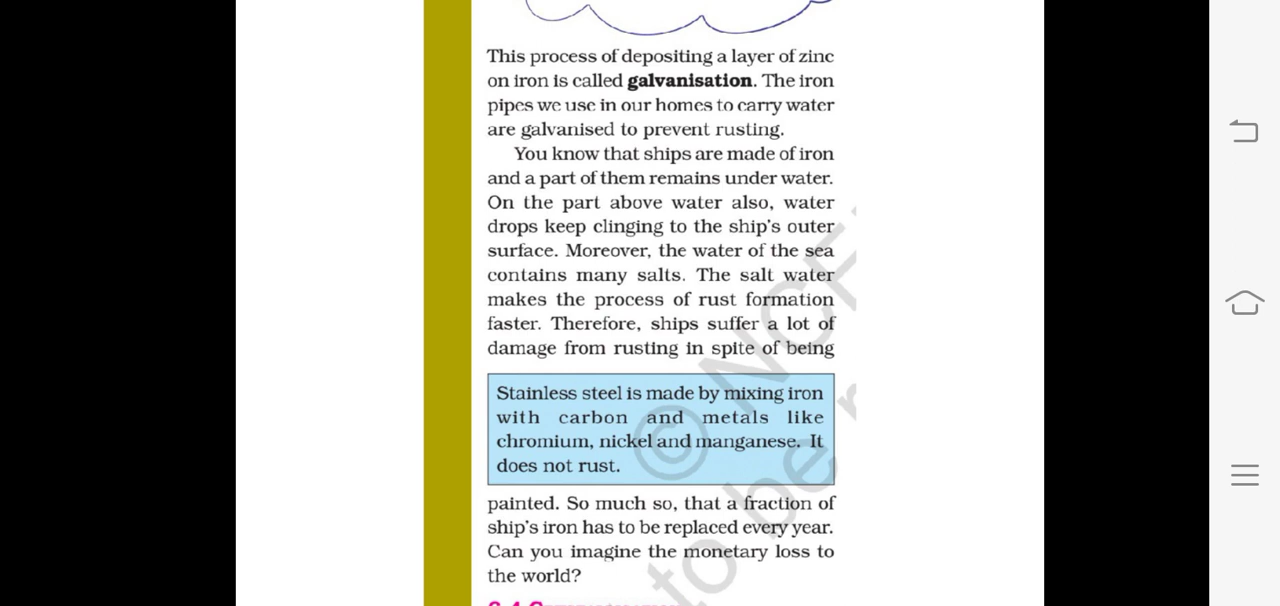 This process of depositing a layer of zinc
on iron is called galvanisation. The iron
pipes we use in our homes to carry water
are galvanised to prevent rusting.
You know that ships are made of iron
and a part of them remains under water.
On the part above water also, water
drops keep clinging to the ship's outer
surface. Moreover, the water of the sea
contains many salts. The salt water
makes the process of rust formation
faster. Therefore, ships suffer a lot of
damage from rusting in spite of being
Stainless steel is made by mixing iron
with carbon and metals like
chromium, nickel and manganese. It
does not rust.
painted. So much so, that a fraction of
ship's iron has to be replaced every year.
Can you imagine the monetary loss to
the world?
© NCE
to be